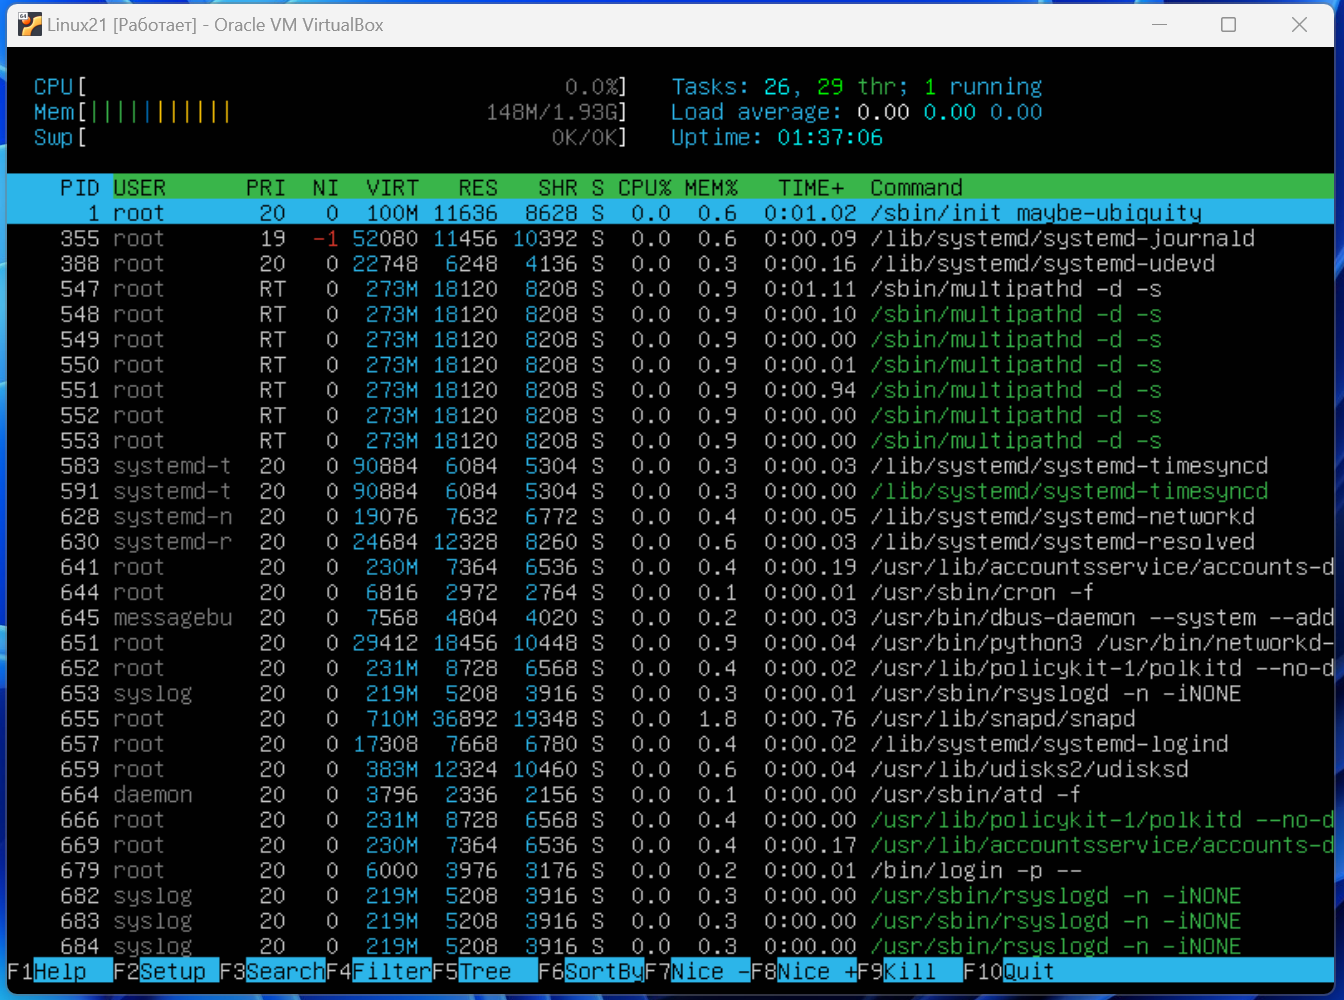 Linux21 [Работает] - Oracle VM VirtualBox
CPU[ 0.0%] Tasks: 26, 29 thr; 1 running
Mem[||||||||||| 148M/1.93G] Load average: 0.00 0.00 0.00
Swp[ 0K/0K] Uptime: 01:37:06
PID USER PRI NI VIRT RES SHR S CPU% MEM% TIME+ Command
1 root 20 0 100M 11636 8628 S 0.0 0.6 0:01.02 /sbin/init maybe-ubiquity
355 root 19 -1 52080 11456 10392 S 0.0 0.6 0:00.09 /lib/systemd/systemd-journald
388 root 20 0 22748 6248 4136 S 0.0 0.3 0:00.16 /lib/systemd/systemd-udevd
547 root RT 0 273M 18120 8208 S 0.0 0.9 0:01.11 /sbin/multipathd -d -s
548 root RT 0 273M 18120 8208 S 0.0 0.9 0:00.10 /sbin/multipathd -d -s
549 root RT 0 273M 18120 8208 S 0.0 0.9 0:00.00 /sbin/multipathd -d -s
550 root RT 0 273M 18120 8208 S 0.0 0.9 0:00.01 /sbin/multipathd -d -s
551 root RT 0 273M 18120 8208 S 0.0 0.9 0:00.94 /sbin/multipathd -d -s
552 root RT 0 273M 18120 8208 S 0.0 0.9 0:00.00 /sbin/multipathd -d -s
553 root RT 0 273M 18120 8208 S 0.0 0.9 0:00.00 /sbin/multipathd -d -s
583 systemd-t 20 0 90884 6084 5304 S 0.0 0.3 0:00.03 /lib/systemd/systemd-timesyncd
591 systemd-t 20 0 90884 6084 5304 S 0.0 0.3 0:00.00 /lib/systemd/systemd-timesyncd
628 systemd-n 20 0 19076 7632 6772 S 0.0 0.4 0:00.05 /lib/systemd/systemd-networkd
630 systemd-r 20 0 24684 12328 8260 S 0.0 0.6 0:00.03 /lib/systemd/systemd-resolved
641 root 20 0 230M 7364 6536 S 0.0 0.4 0:00.19 /usr/lib/accountsservice/accounts-d
644 root 20 0 6816 2972 2764 S 0.0 0.1 0:00.01 /usr/sbin/cron -f
645 messagebu 20 0 7568 4804 4020 S 0.0 0.2 0:00.03 /usr/bin/dbus-daemon --system --add
651 root 20 0 29412 18456 10448 S 0.0 0.9 0:00.04 /usr/bin/python3 /usr/bin/networkd-
652 root 20 0 231M 8728 6568 S 0.0 0.4 0:00.02 /usr/lib/policykit-1/polkitd --no-d
653 syslog 20 0 219M 5208 3916 S 0.0 0.3 0:00.01 /usr/sbin/rsyslogd -n -iNONE
655 root 20 0 710M 36892 19348 S 0.0 1.8 0:00.76 /usr/lib/snapd/snapd
657 root 20 0 17308 7668 6780 S 0.0 0.4 0:00.02 /lib/systemd/systemd-logind
659 root 20 0 383M 12324 10460 S 0.0 0.6 0:00.04 /usr/lib/udisks2/udisksd
664 daemon 20 0 3796 2336 2156 S 0.0 0.1 0:00.00 /usr/sbin/atd -f
666 root 20 0 231M 8728 6568 S 0.0 0.4 0:00.00 /usr/lib/policykit-1/polkitd --no-d
669 root 20 0 230M 7364 6536 S 0.0 0.4 0:00.17 /usr/lib/accountsservice/accounts-d
679 root 20 0 6000 3976 3176 S 0.0 0.2 0:00.01 /bin/login -p --
682 syslog 20 0 219M 5208 3916 S 0.0 0.3 0:00.00 /usr/sbin/rsyslogd -n -iNONE
683 syslog 20 0 219M 5208 3916 S 0.0 0.3 0:00.00 /usr/sbin/rsyslogd -n -iNONE
684 syslog 20 0 219M 5208 3916 S 0.0 0.3 0:00.00 /usr/sbin/rsyslogd -n -iNONE
F1Help F2Setup F3SearchF4FilterF5Tree F6SortByF7Nice -F8Nice +F9Kill F10Quit